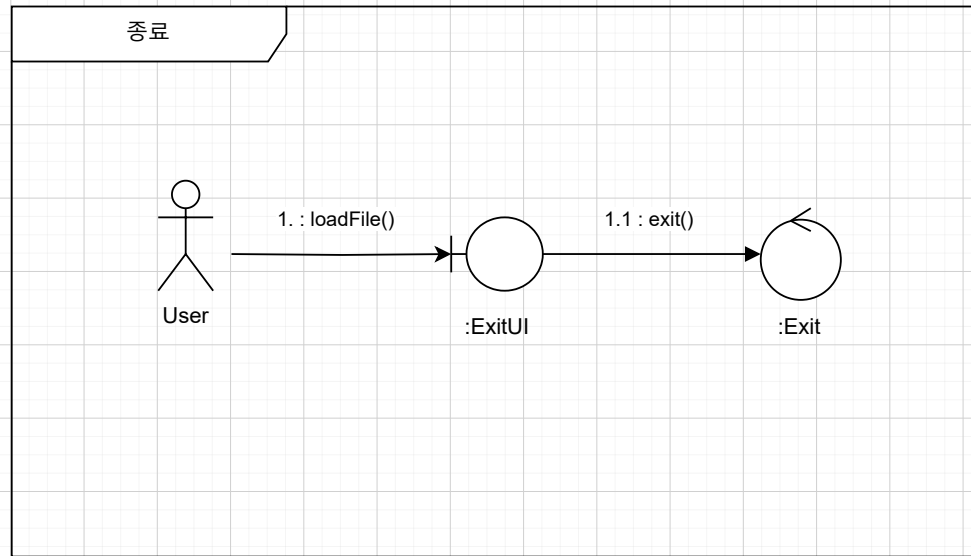 종료
1. : loadFile()
1.1 : exit()
User
:ExitUI
:Exit